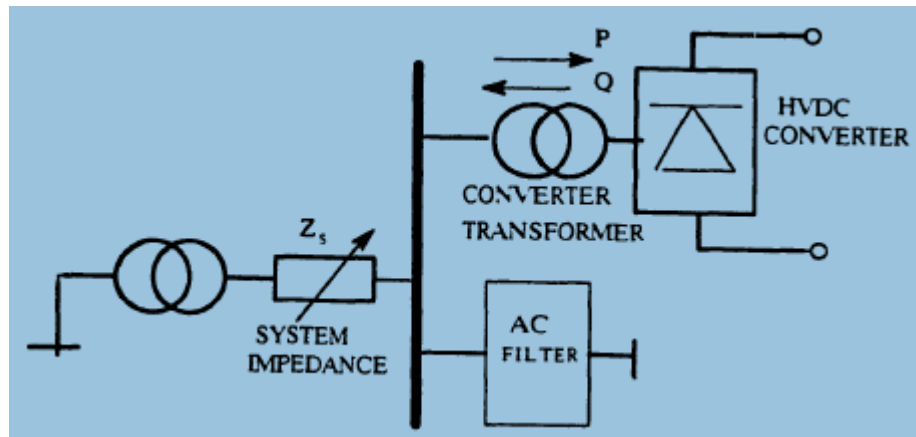 P
Q
HVDC
CONVERTER
CONVERTER
TRANSFORMER
Zs
SYSTEM
IMPEDANCE
AC
FILTER